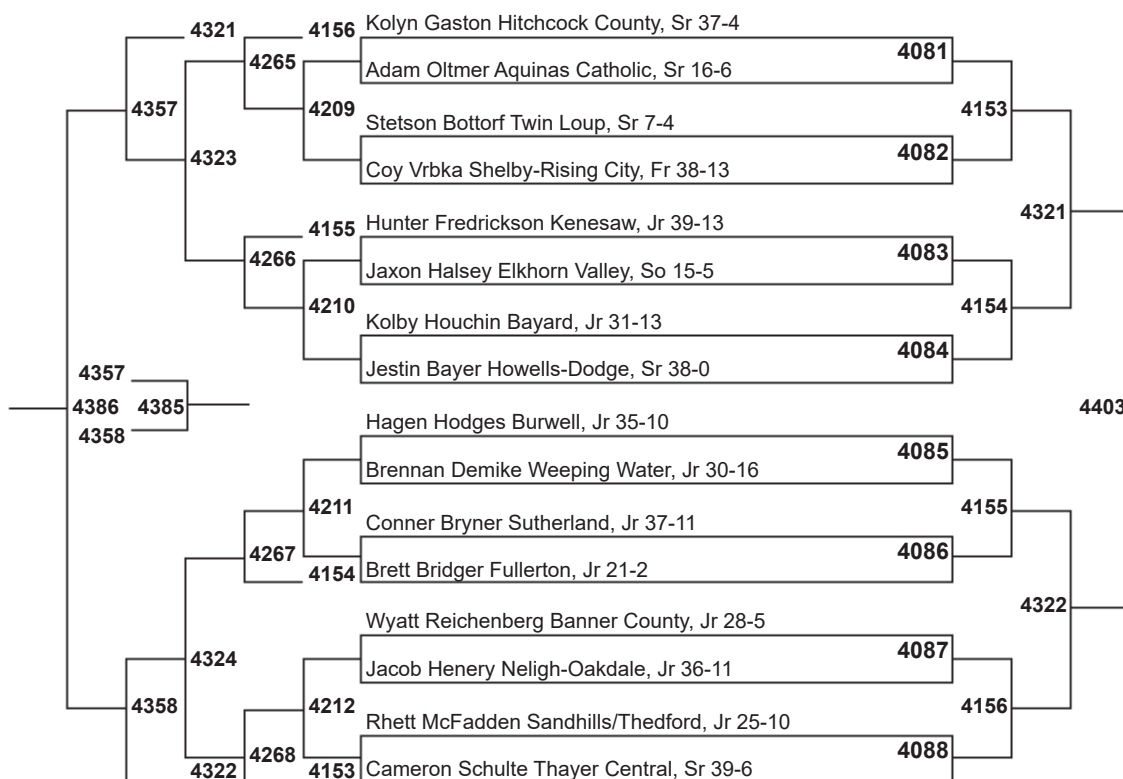 4321
4156
Kolyn Gaston Hitchcock County, Sr 37-4
4265
4081
Adam Oltmer Aquinas Catholic, Sr 16-6
4357
4209
4153
Stetson Bottorf Twin Loup, Sr 7-4
4323
4082
Coy Vrbka Shelby-Rising City, Fr 38-13
4321
4155
Hunter Fredrickson Kenesaw, Jr 39-13
4266
4083
Jaxon Halsey Elkhorn Valley, So 15-5
4210
4154
Kolby Houchin Bayard, Jr 31-13
4084
Jestin Bayer Howells-Dodge, Sr 38-0
4357
4386
4385
4358
4403
Hagen Hodges Burwell, Jr 35-10
4085
Brennan Demike Weeping Water, Jr 30-16
4211
4155
Conner Bryner Sutherland, Jr 37-11
4267
4086
4154
Brett Bridger Fullerton, Jr 21-2
4322
Wyatt Reichenberg Banner County, Jr 28-5
4324
4087
Jacob Henery Neligh-Oakdale, Jr 36-11
4358
4212
4156
Rhett McFadden Sandhills/Thedford, Jr 25-10
4268
4088
4322
4153
Cameron Schulte Thayer Central, Sr 39-6